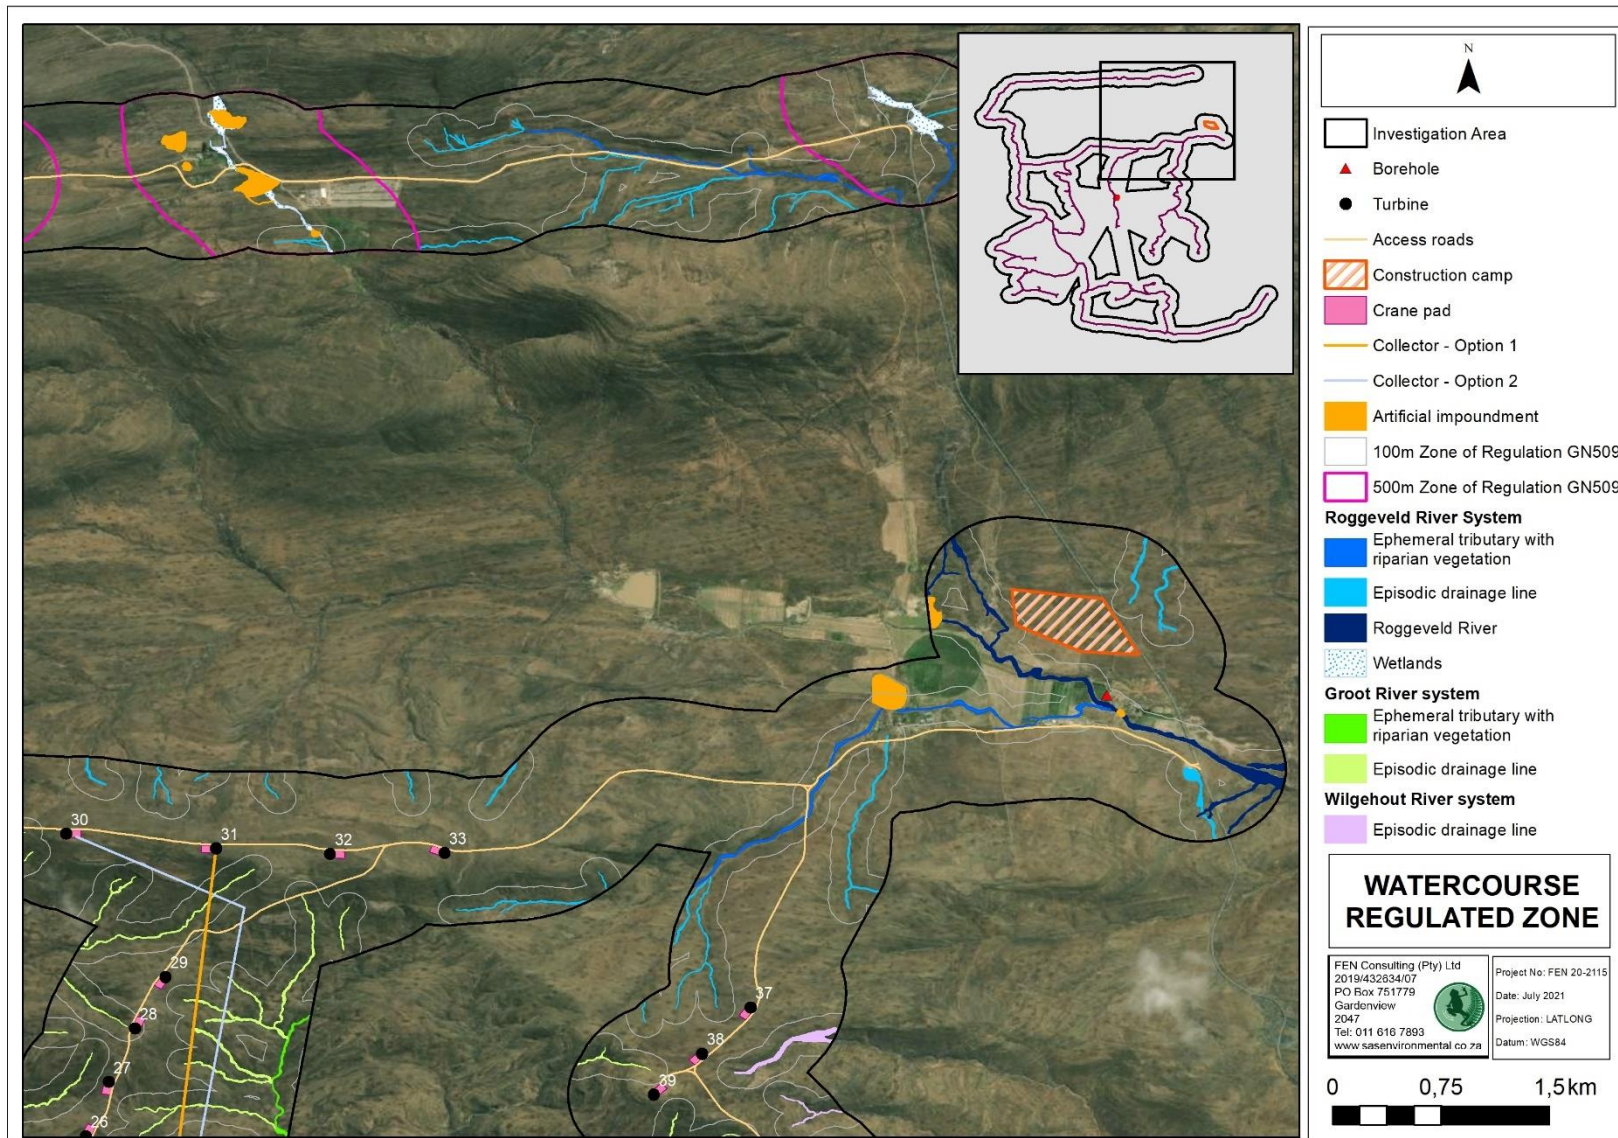 N
Investigation Area
Borehole
Turbine
Access roads
Construction camp
Crane pad
Collector - Option 1
Collector - Option 2
Artificial impoundment
100m Zone of Regulation GN509
500m Zone of Regulation GN509
Roggeveld River System
Ephemeral tributary with
riparian vegetation
Episodic drainage line
Roggeveld River
Wetlands
Groot River system
Ephemeral tributary with
riparian vegetation
Episodic drainage line
Wilgehout River system
Episodic drainage line
WATERCOURSE
REGULATED ZONE
FEN Consulting (Pty) Ltd
2019/432634/07
PO Box 751779
Gardenview
2047
Tel: 011 616 7893
www.sasenvironmental.co.za
Project No: FEN 20-2115
Date: July 2021
Projection: LATLONG
Datum: WGS84
0 0,75 1,5 km
30
31
32
33
29
28
27
26
37
38
39